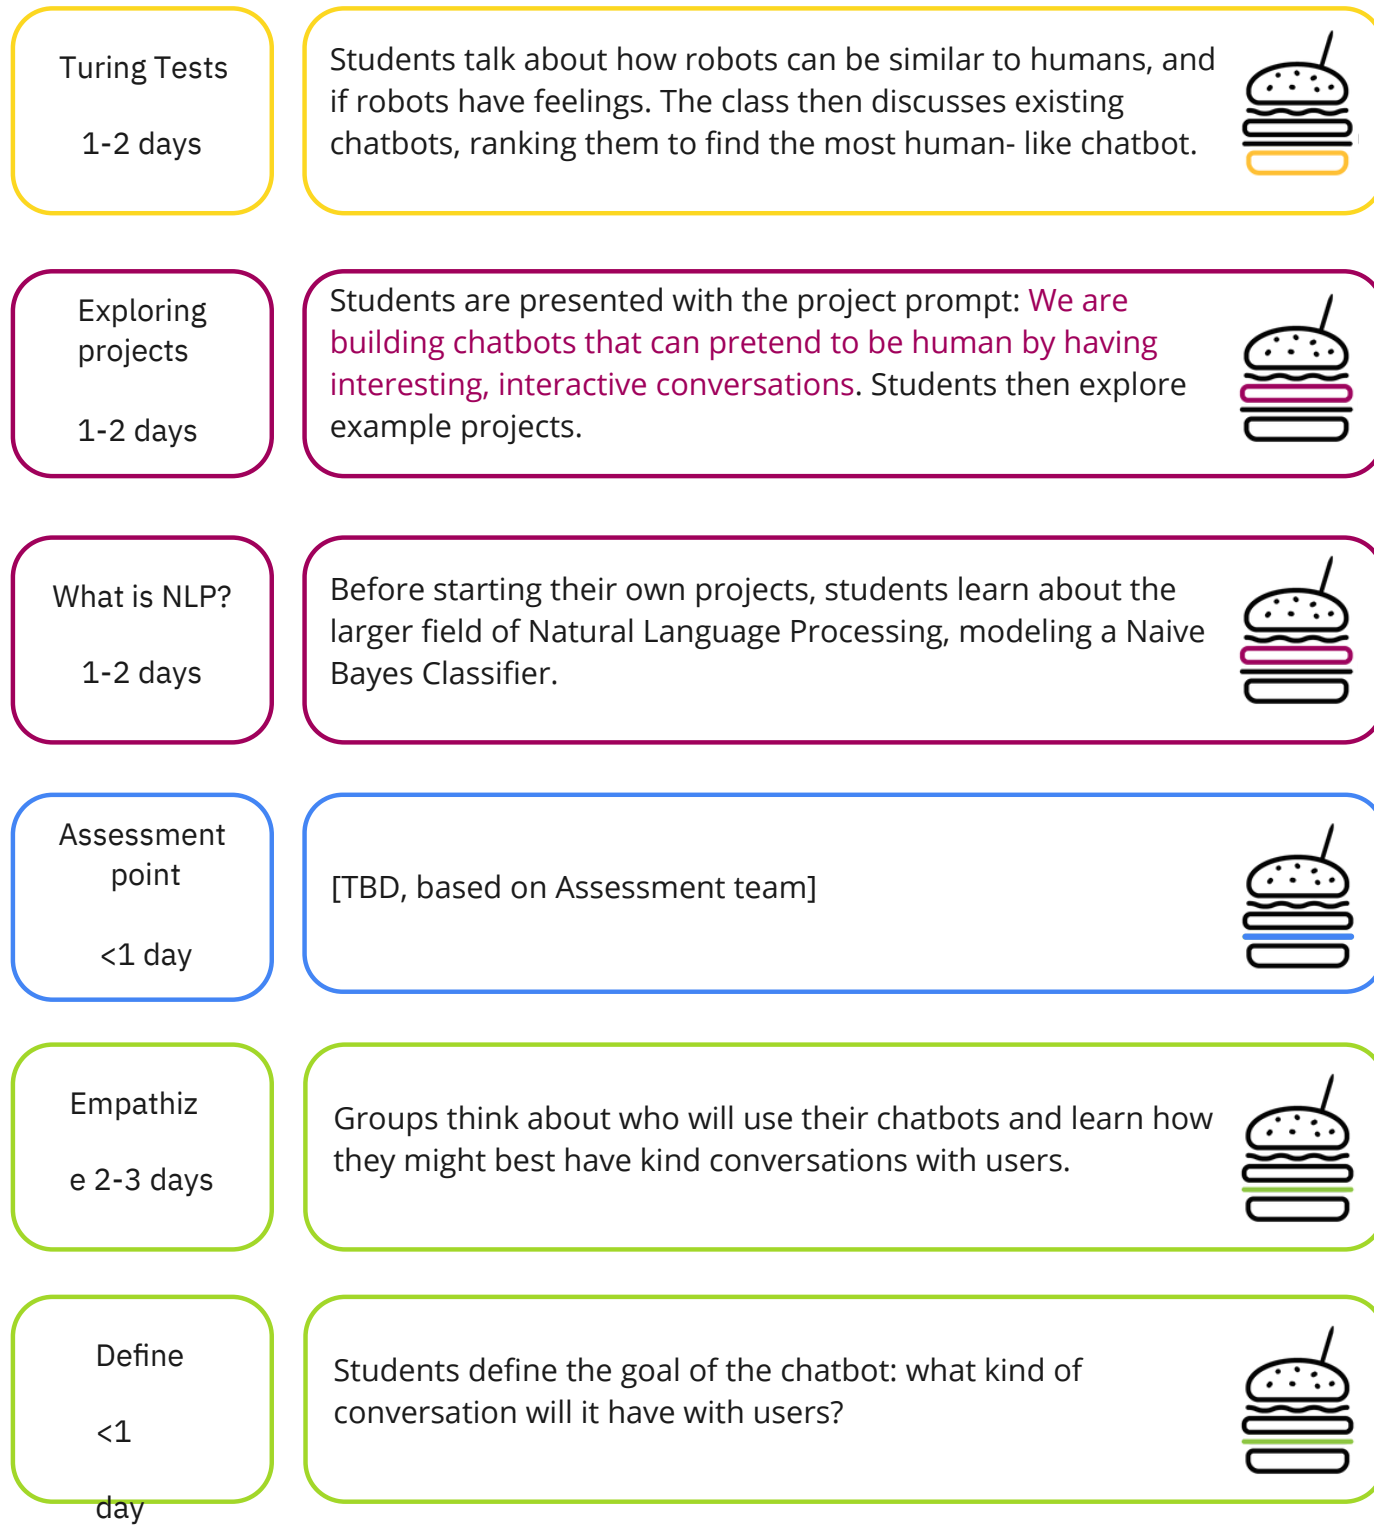 Turing Tests
1-2 days
Students talk about how robots can be similar to humans, and
if robots have feelings. The class then discusses existing
chatbots, ranking them to find the most human- like chatbot.
Exploring
projects
1-2 days
Students are presented with the project prompt: We are
building chatbots that can pretend to be human by having
interesting, interactive conversations. Students then explore
example projects.
What is NLP?
1-2 days
Before starting their own projects, students learn about the
larger field of Natural Language Processing, modeling a Naive
Bayes Classifier.
Assessment
point
<1 day
[TBD, based on Assessment team]
Empathiz
e 2-3 days
Groups think about who will use their chatbots and learn how
they might best have kind conversations with users.
Define
<1
day
Students define the goal of the chatbot: what kind of
conversation will it have with users?